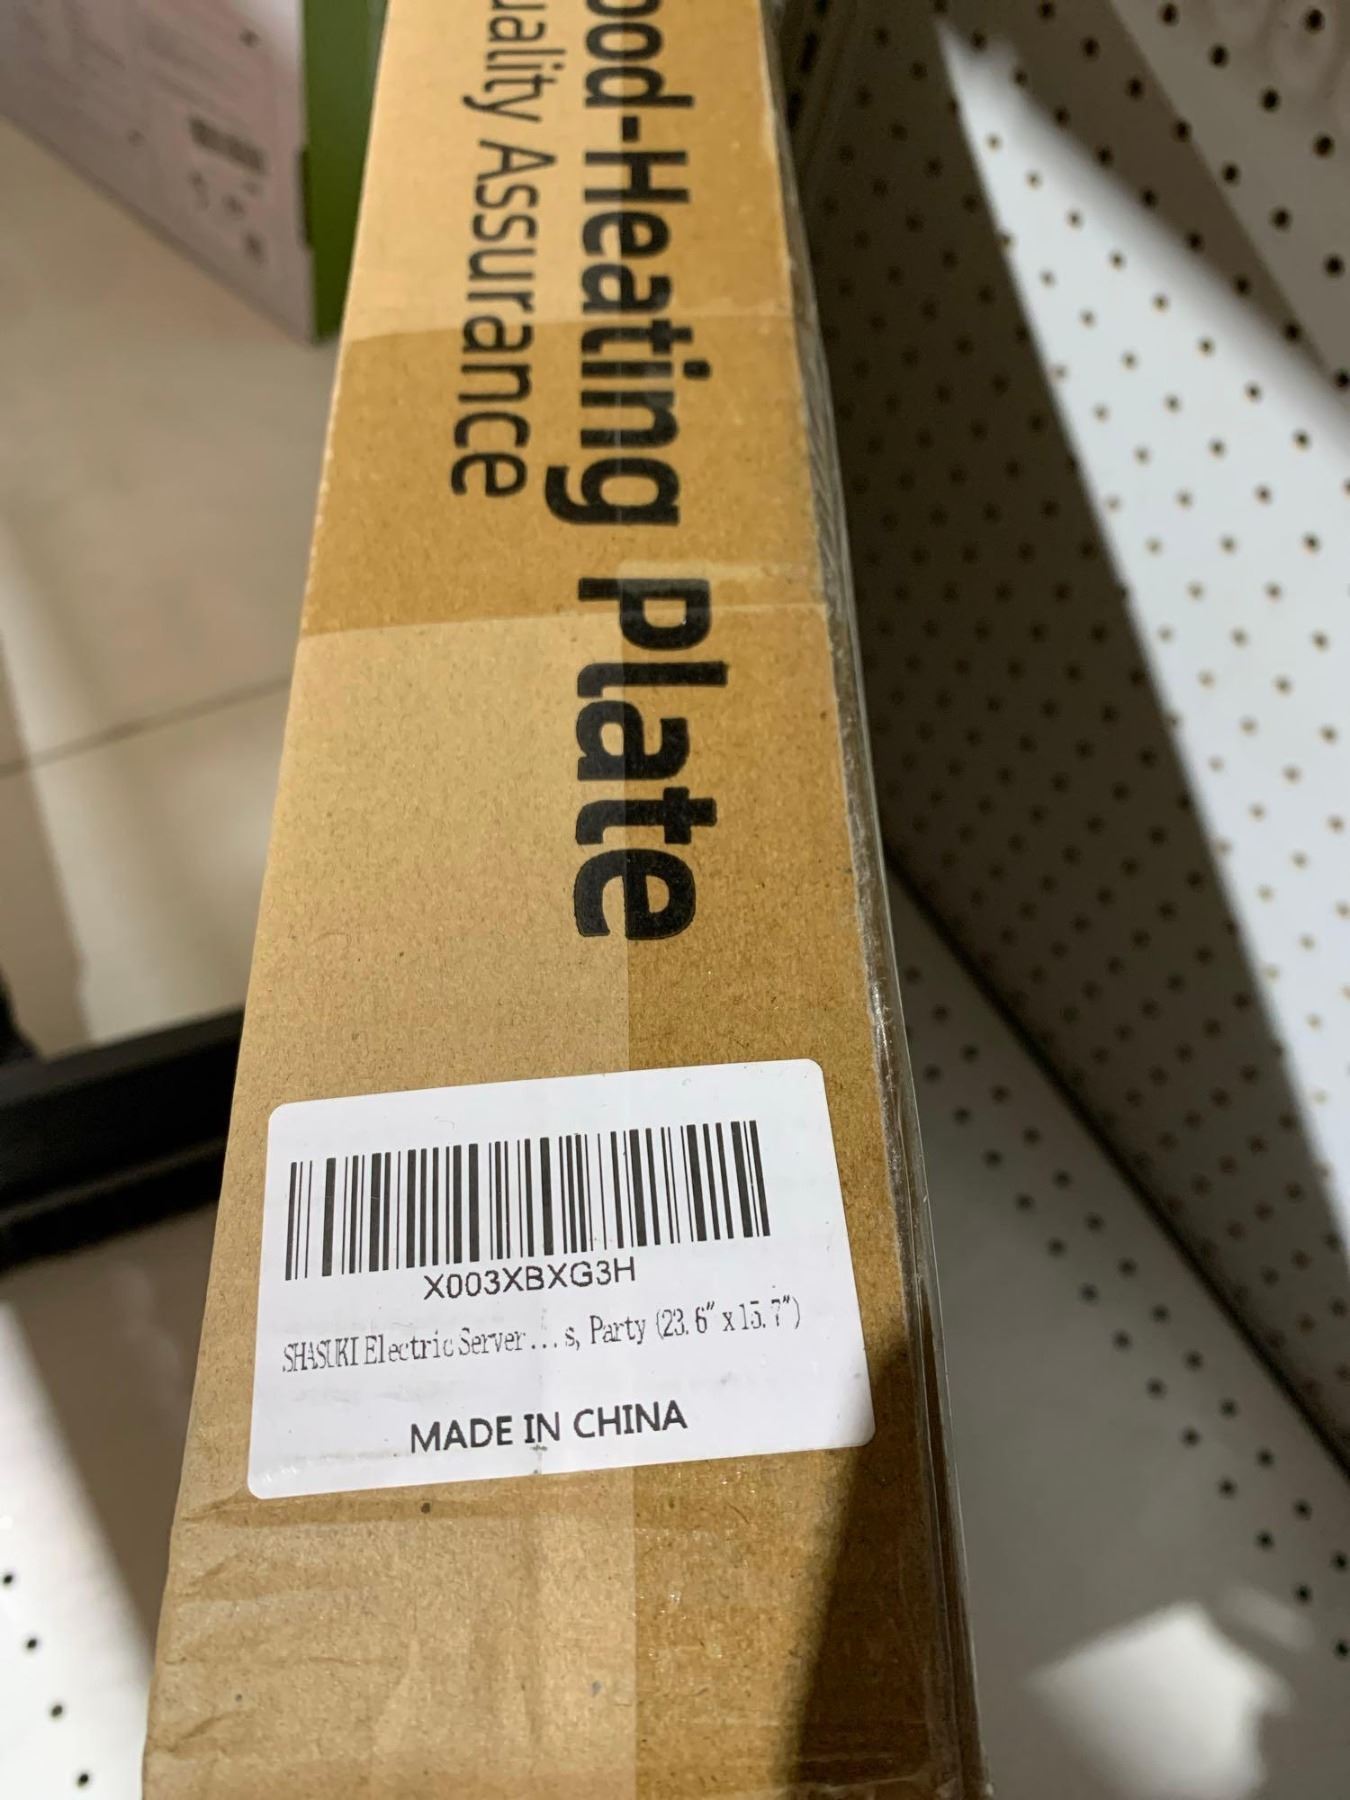 ood-Heating Plate
uality Assurance
X003XBXG3H
SHASUKI Electric Server ... s, Party (23.6" x 15.7")
MADE IN CHINA